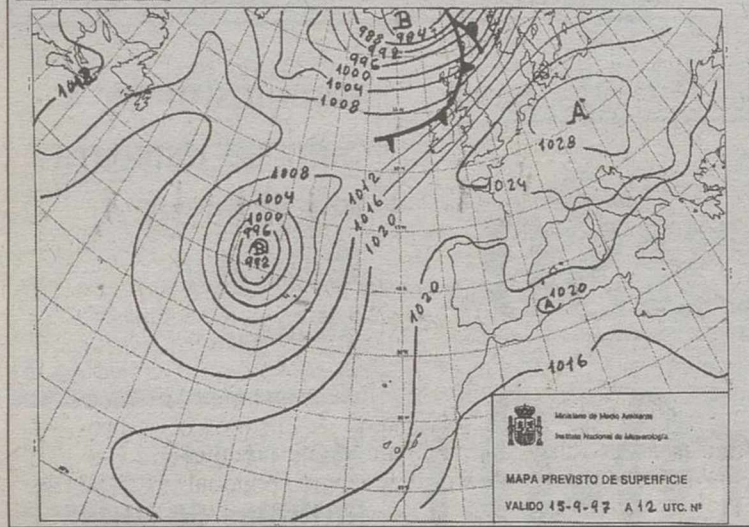 B
988
984
992
996
1000
1004
1008
1012
A
1028
1024
1008
1004
1000
996
B
992
1012
1016
1020
1020
1020
A
1016
Ministerio de Medio Ambiente
Instituto Nacional de Meteorología
MAPA PREVISTO DE SUPERFICIE
VALIDO 15-9-97 A 12 UTC. Nº